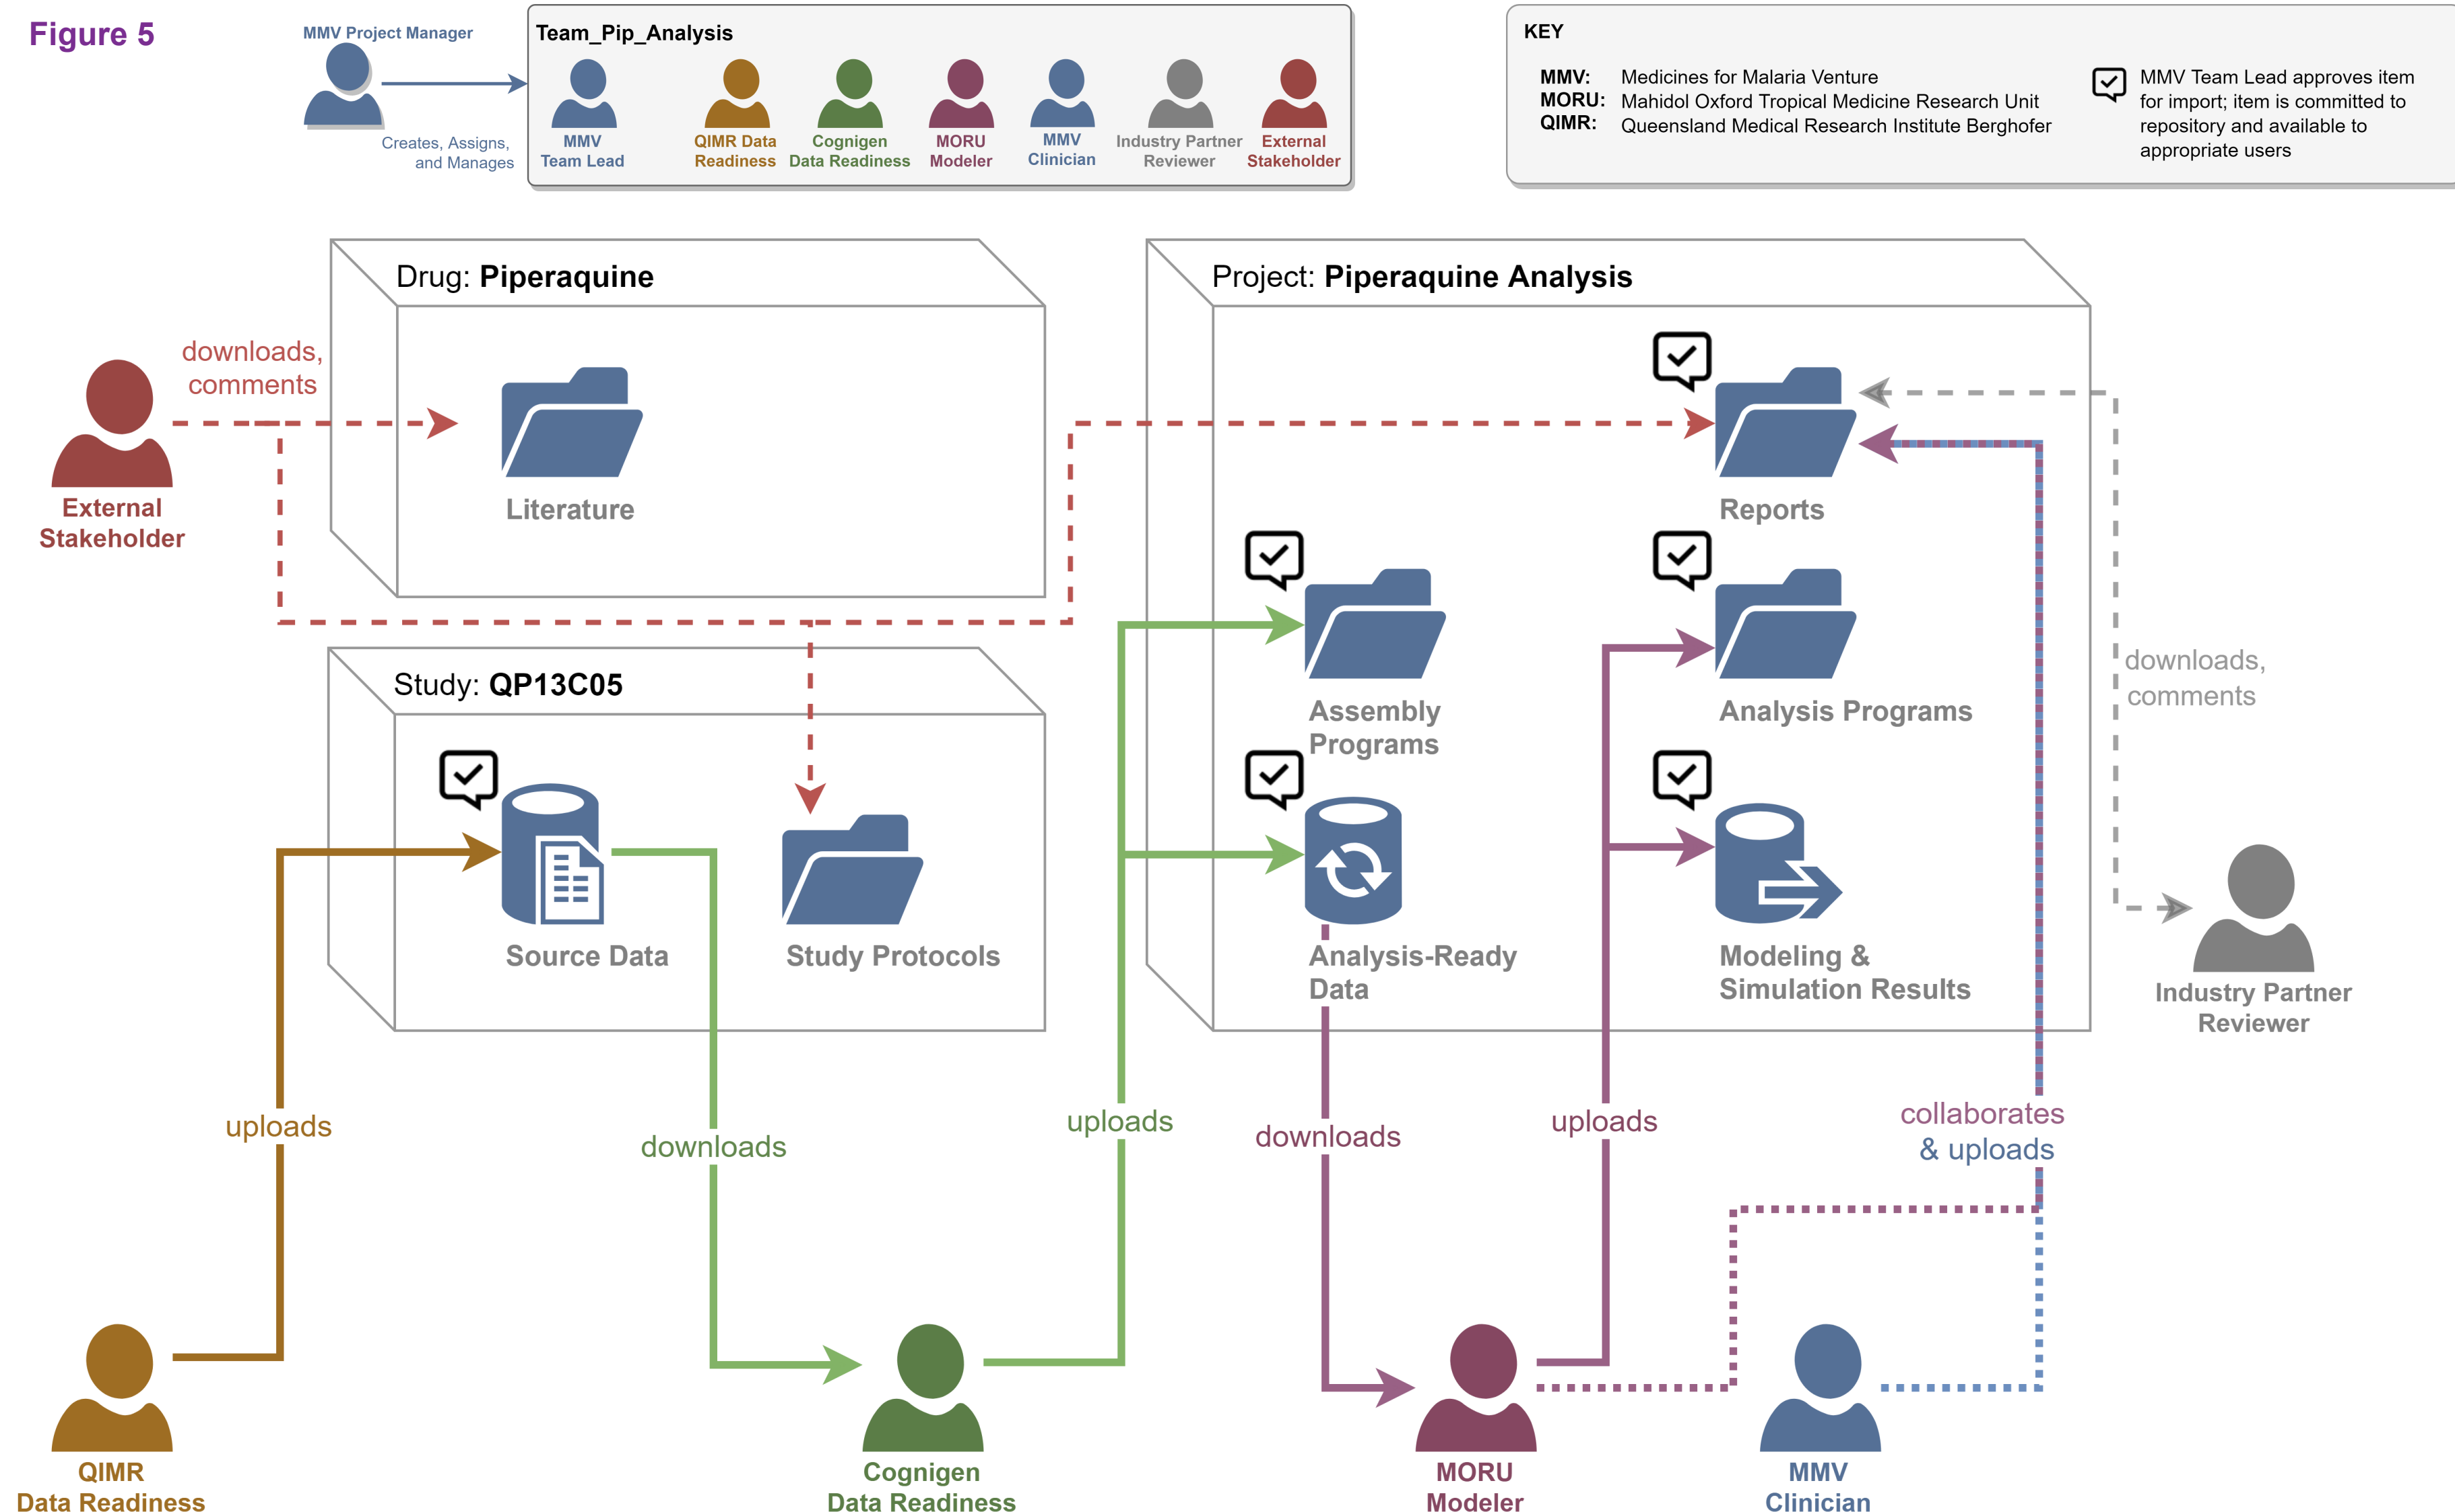 Figure 5
MMV Project Manager
Creates, Assigns,
and Manages
Team_Pip_Analysis
MMV
Team Lead
QIMR Data
Readiness
Cognigen
Data Readiness
MORU
Modeler
MMV
Clinician
Industry Partner
Reviewer
External
Stakeholder
KEY
MMV: Medicines for Malaria Venture
MORU: Mahidol Oxford Tropical Medicine Research Unit
QIMR: Queensland Medical Research Institute Berghofer
MMV Team Lead approves item
for import; item is committed to
repository and available to
appropriate users
Drug: Piperaquine
Project: Piperaquine Analysis
downloads,
comments
External
Stakeholder
Literature
Reports
Study: QP13C05
Assembly
Programs
Analysis Programs
downloads,
comments
Source Data
Study Protocols
Analysis-Ready
Data
Modeling &
Simulation Results
Industry Partner
Reviewer
uploads
downloads
uploads
downloads
uploads
collaborates
& uploads
QIMR
Data Readiness
Cognigen
Data Readiness
MORU
Modeler
MMV
Clinician